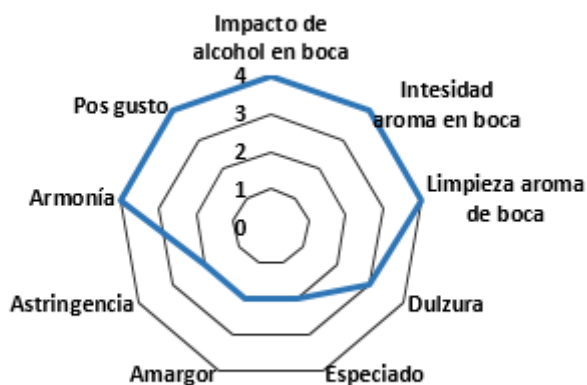 Impacto de
alcohol en boca
Intesidad
aroma en boca
Limpieza aroma
de boca
Dulzura
Especiado
Amargor
Astringencia
Armonía
Pos gusto
4
3
2
1
0